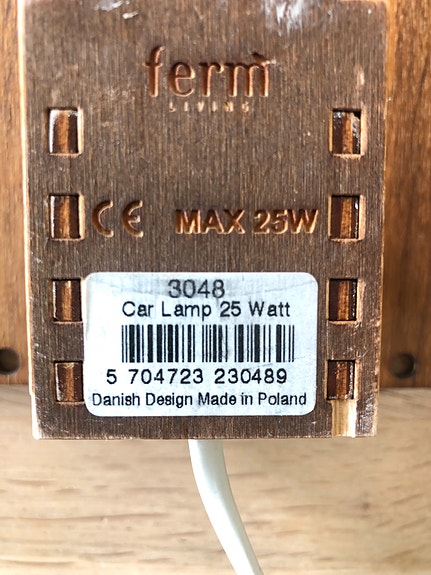 ferm
LIVING
CE MAX 25W
3048
Car Lamp 25 Watt
5 704723 230489
Danish Design Made in Poland